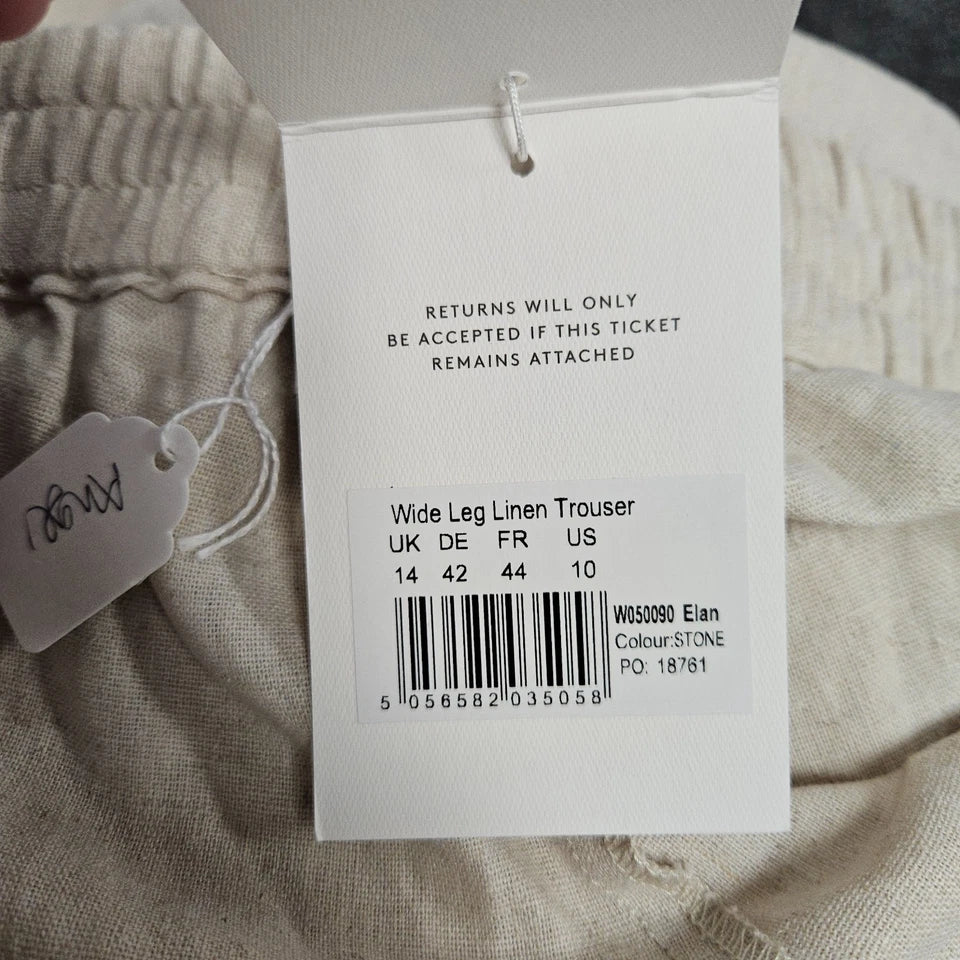 RETURNS WILL ONLY
BE ACCEPTED IF THIS TICKET
REMAINS ATTACHED
Wide Leg Linen Trouser
UK DE FR US
14 42 44 10
W050090 Elan
Colour:STONE
PO: 18761
5 056582 035058